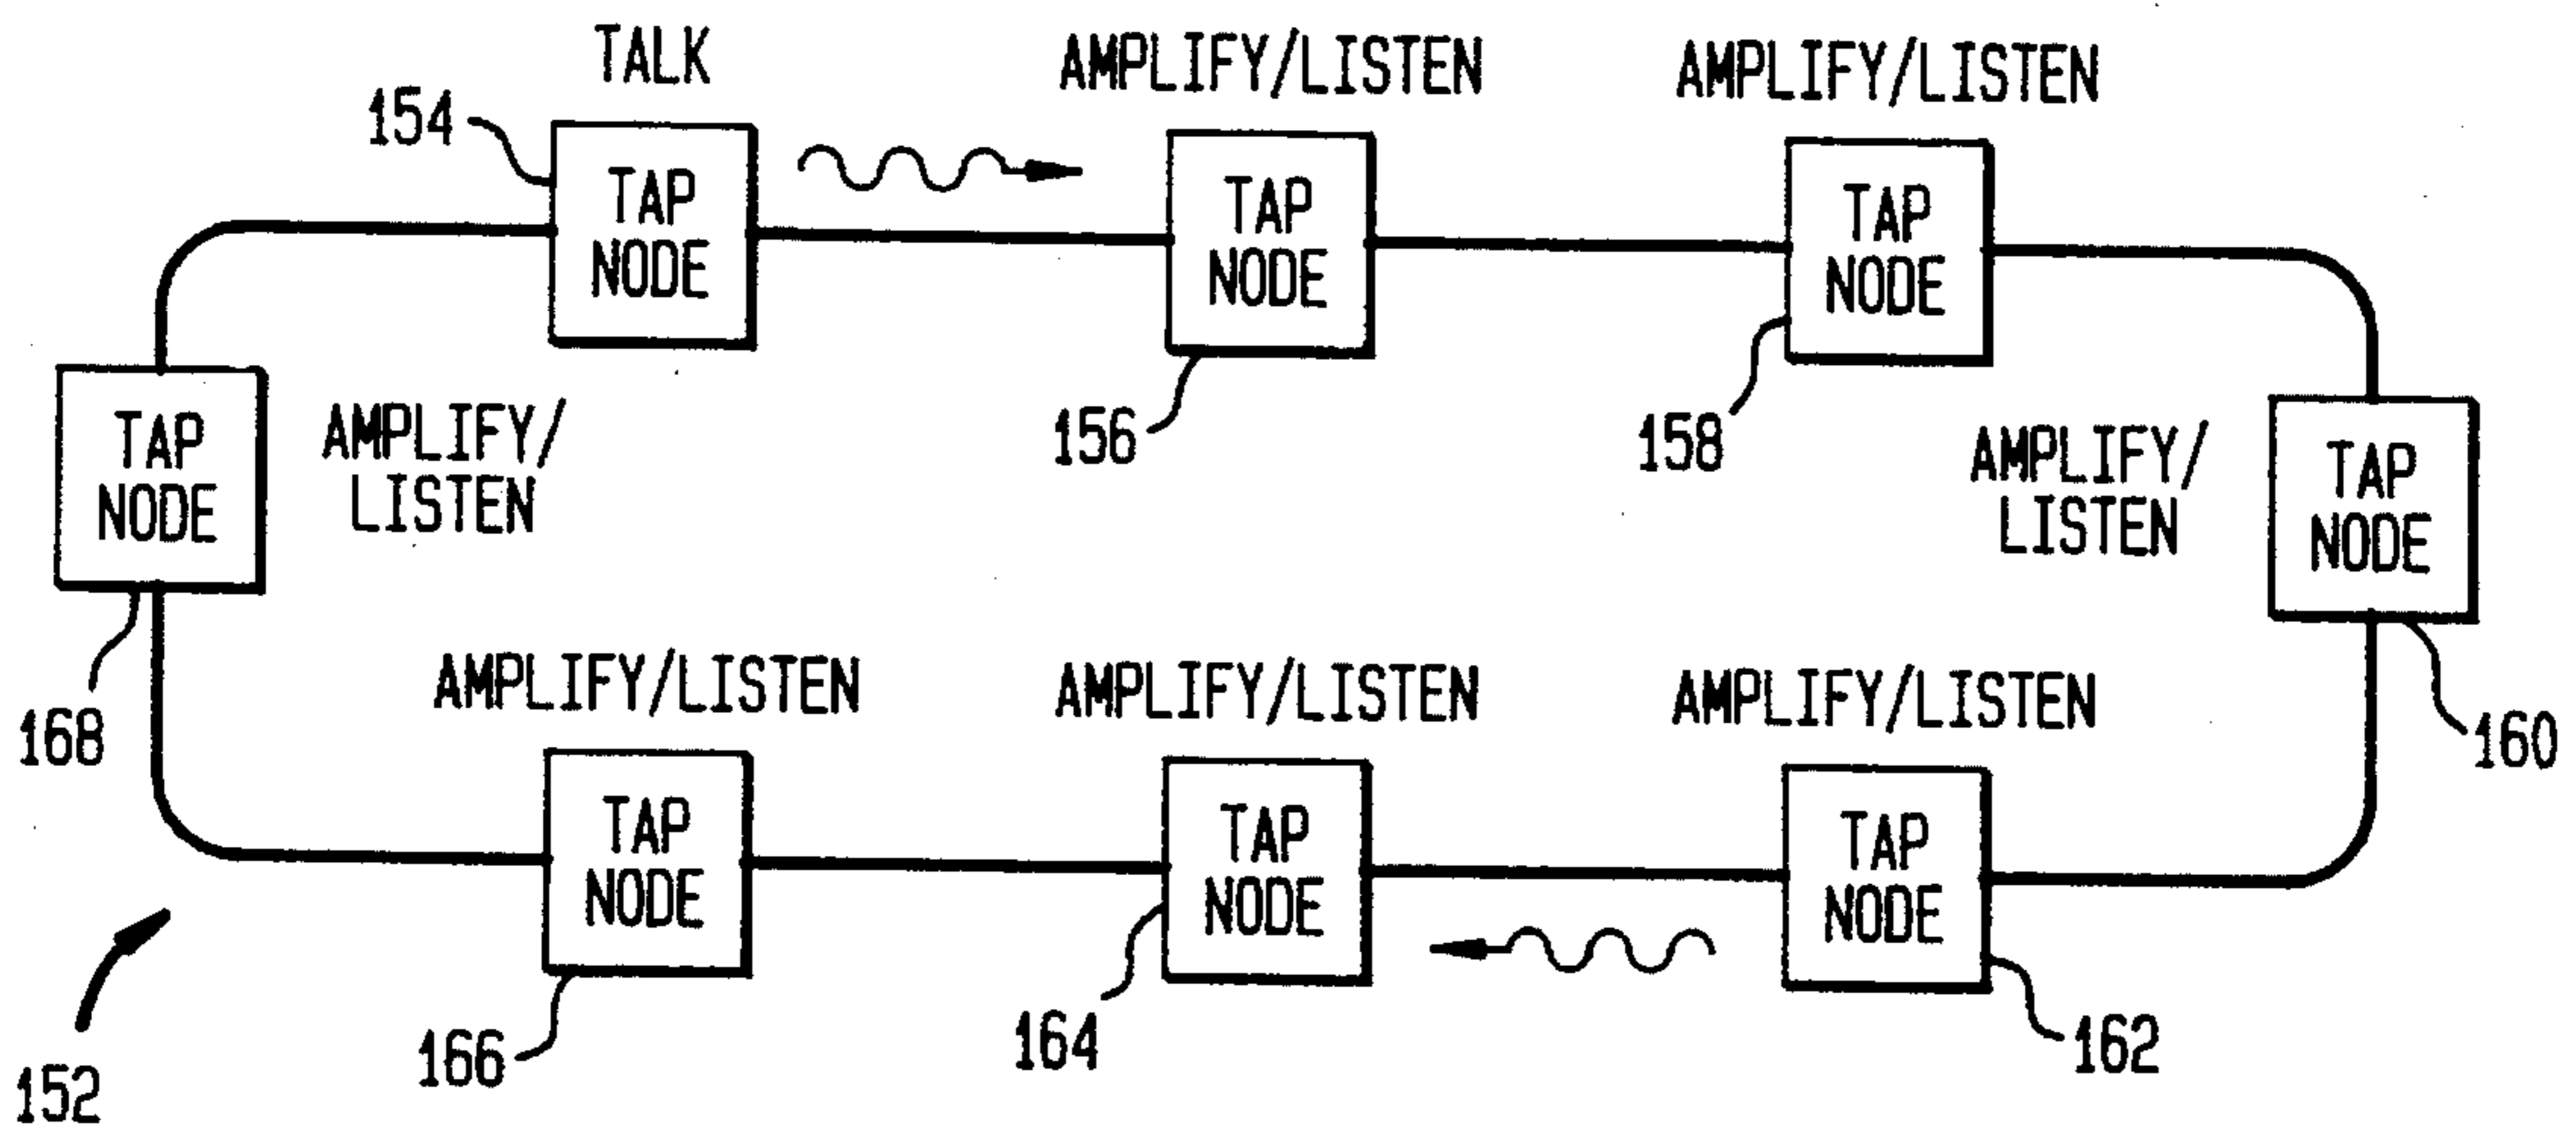 TALK
AMPLIFY/LISTEN
AMPLIFY/LISTEN
154
TAP
NODE
TAP
NODE
TAP
NODE
156
158
TAP
NODE
AMPLIFY/
LISTEN
AMPLIFY/
LISTEN
TAP
NODE
168
160
AMPLIFY/LISTEN
AMPLIFY/LISTEN
AMPLIFY/LISTEN
TAP
NODE
TAP
NODE
TAP
NODE
166
164
162
152